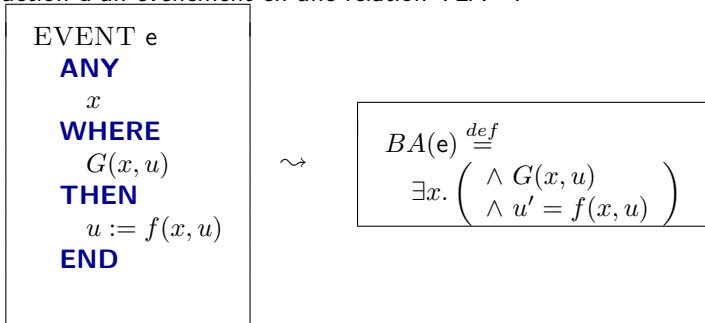 EVENT e
ANY
x
WHERE
G(x, u)
THEN
u := f(x, u)
END
⇝
BA(e) def=
∃x. ( ∧ G(x, u)
∧ u′ = f(x, u) )